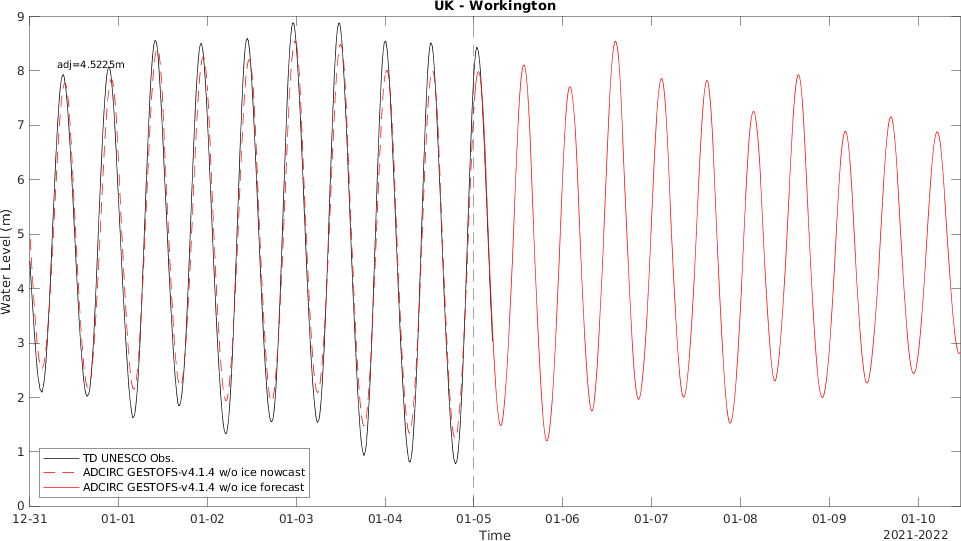 UK - Workington
9
8
7
6
5
4
3
2
1
0
Water Level (m)
adj=4.5225m
TD UNESCO Obs.
ADCIRC GESTOFS-v4.1.4 w/o ice nowcast
ADCIRC GESTOFS-v4.1.4 w/o ice forecast
12-31 01-01 01-02 01-03 01-04 01-05 01-06 01-07 01-08 01-09 01-10
Time
2021-2022